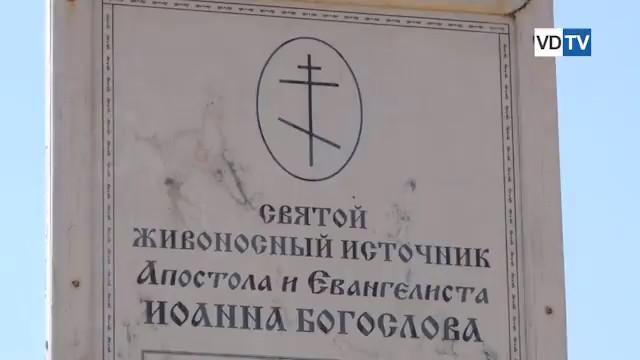 VDTV
СВЯТОЙ
ЖИВОНОСНЫЙ ИСТОЧНИК
Апостола и Евангелиста
ИОАННА БОГОСЛОВА